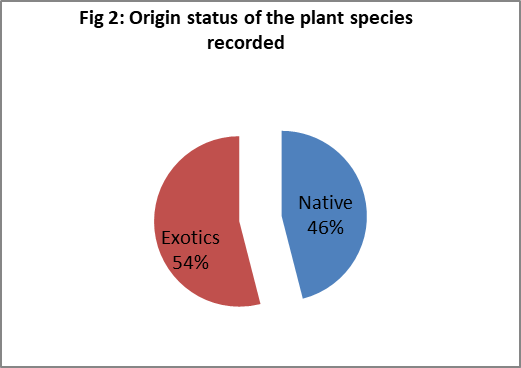 Fig 2: Origin status of the plant species
recorded
Native
46%
Exotics
54%